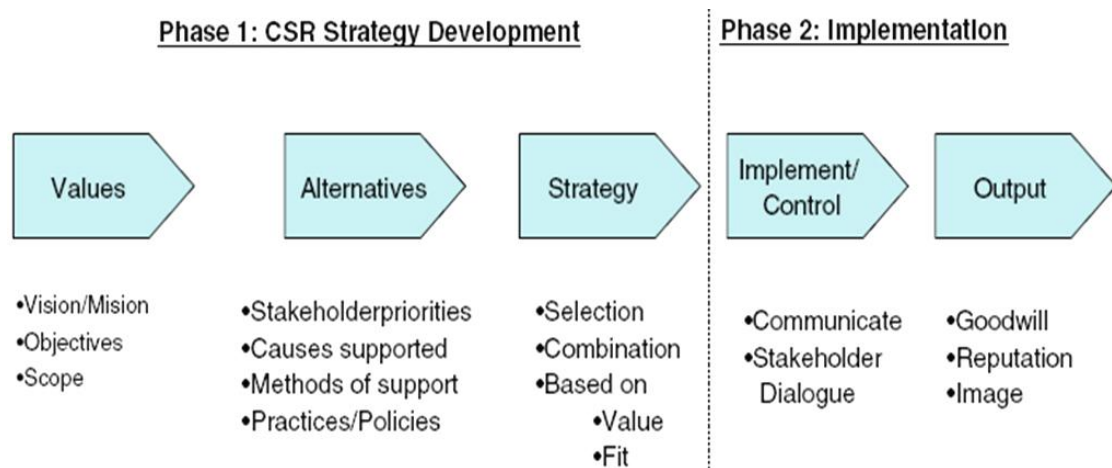 Phase 1: CSR Strategy Development
Phase 2: Implementation
Values
Alternatives
Strategy
Implement/
Control
Output
•Vision/Mision
•Objectives
•Scope
•Stakeholderpriorities
•Causes supported
•Methods of support
•Practices/Policies
•Selection
•Combination
•Based on
•Value
•Fit
•Communicate
•Stakeholder
Dialogue
•Goodwill
•Reputation
•Image